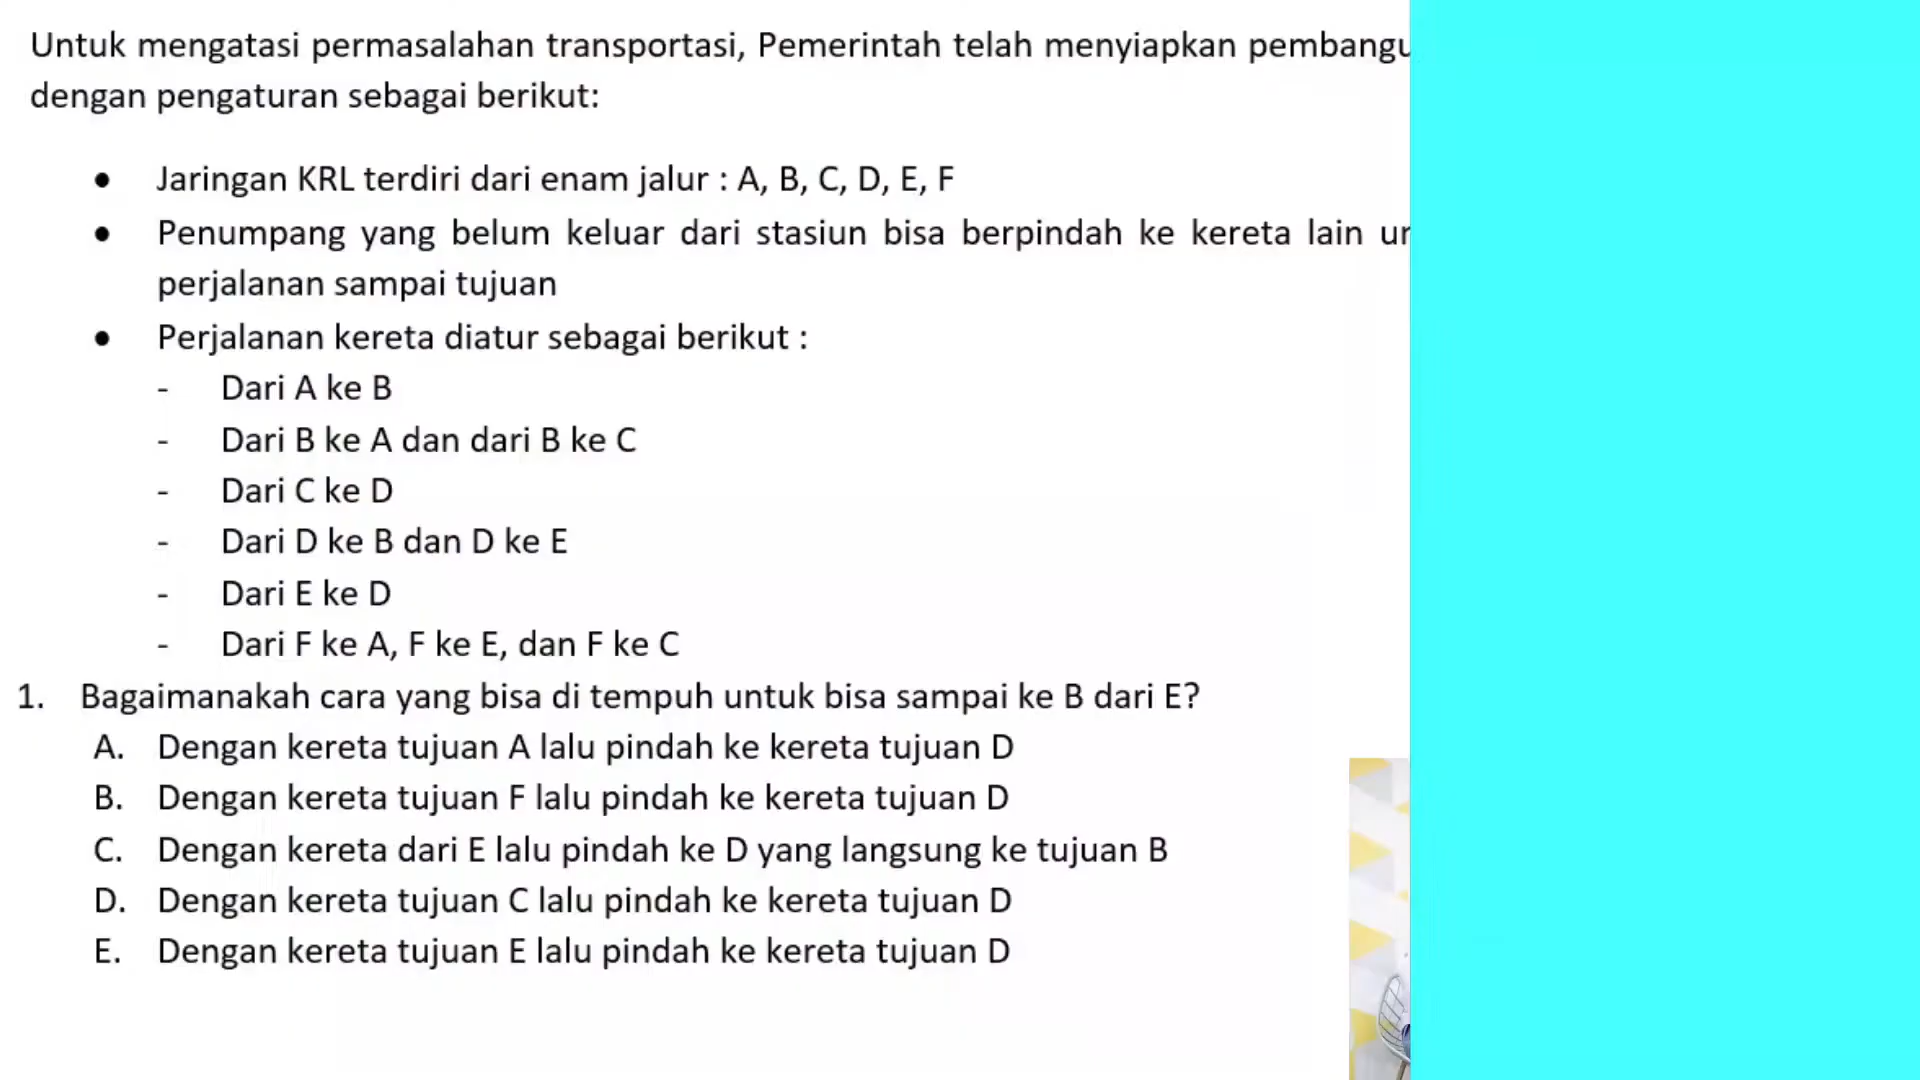 Untuk mengatasi permasalahan transportasi, Pemerintah telah menyiapkan
dengan pengaturan sebagai berikut:
• Jaringan KRL terdiri dari enam jalur : A, B, C, D, E, F
• Penumpang yang belum keluar dari stasiun bisa berpindah ke kereta lain
perjalanan sampai tujuan
• Perjalanan kereta diatur sebagai berikut :
- Dari A ke B
- Dari B ke A dan dari B ke C
- Dari C ke D
- Dari D ke B dan D ke E
- Dari E ke D
- Dari F ke A, F ke E, dan F ke C
1. Bagaimanakah cara yang bisa di tempuh untuk bisa sampai ke B dari E?
A. Dengan kereta tujuan A lalu pindah ke kereta tujuan D
B. Dengan kereta tujuan F lalu pindah ke kereta tujuan D
C. Dengan kereta dari E lalu pindah ke D yang langsung ke tujuan B
D. Dengan kereta tujuan C lalu pindah ke kereta tujuan D
E. Dengan kereta tujuan E lalu pindah ke kereta tujuan D